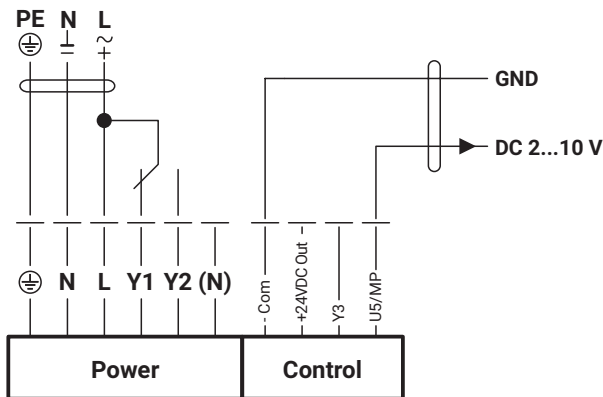 PE N L
GND
DC 2...10 V
N L Y1 Y2 (N)
- Com
+24VDC Out -
Y3
U5/MP
Power
Control